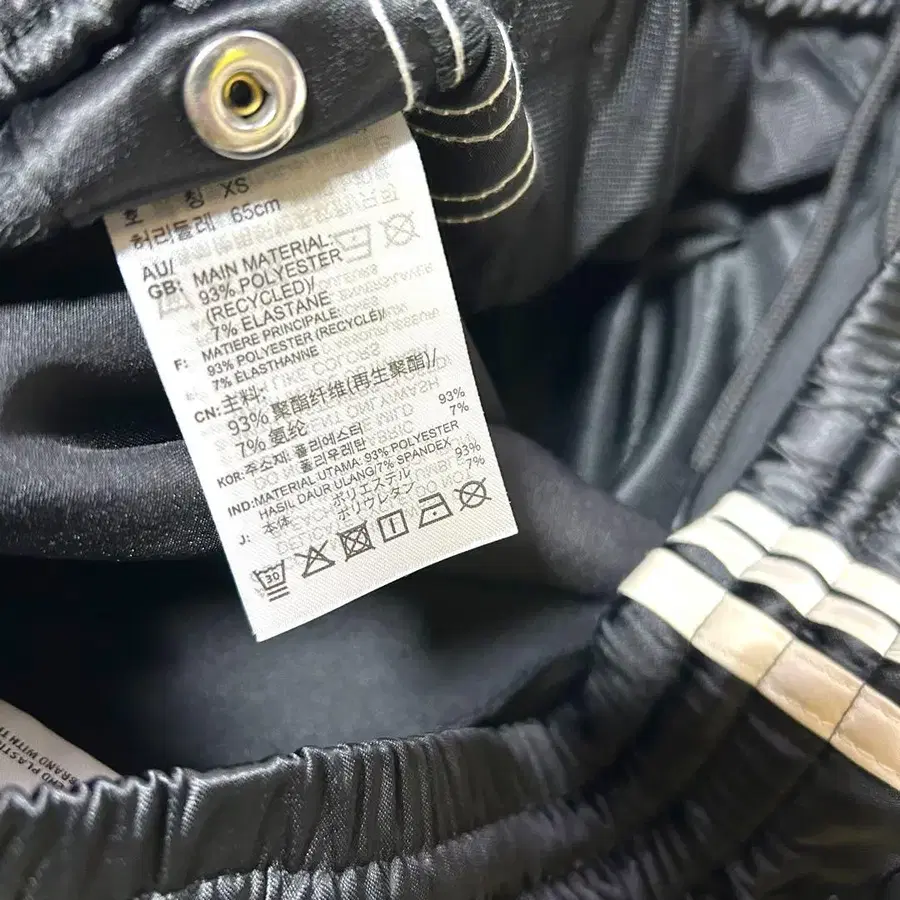 호 칭 XS
허리둘레 65cm
AU/
GB: MAIN MATERIAL:
93% POLYESTER
(RECYCLED)/
7% ELASTANE
F: MATIERE PRINCIPALE:
93% POLYESTER (RECYCLÉ)/
7% ÉLASTHANNE
CN: 主料:
93% 聚酯纤维(再生聚酯)/
7% 氨纶
KOR: 주소재: 폴리에스터 93%
폴리우레탄 7%
IND: MATERIAL UTAMA: 93% POLYESTER
HASIL DAUR ULANG/7% SPANDEX
J: 本体 ポリエステル 93%
ポリウレタン 7%
30
BRAND WITH